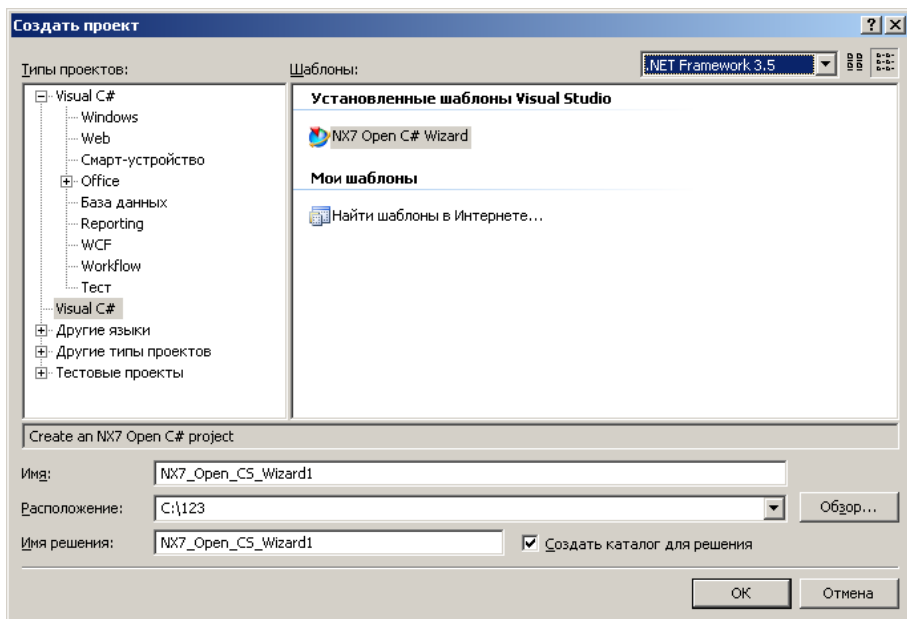 Создать проект
Типы проектов:
Шаблоны:
.NET Framework 3.5
Visual C#
Windows
Web
Смарт-устройство
Office
База данных
Reporting
WCF
Workflow
Тест
Visual C#
Другие языки
Другие типы проектов
Тестовые проекты
Установленные шаблоны Visual Studio
NX7 Open C# Wizard
Мои шаблоны
Найти шаблоны в Интернете...
Create an NX7 Open C# project
Имя:
NX7_Open_CS_Wizard1
Расположение:
C:\123
Обзор...
Имя решения:
NX7_Open_CS_Wizard1
Создать каталог для решения
OK
Отмена